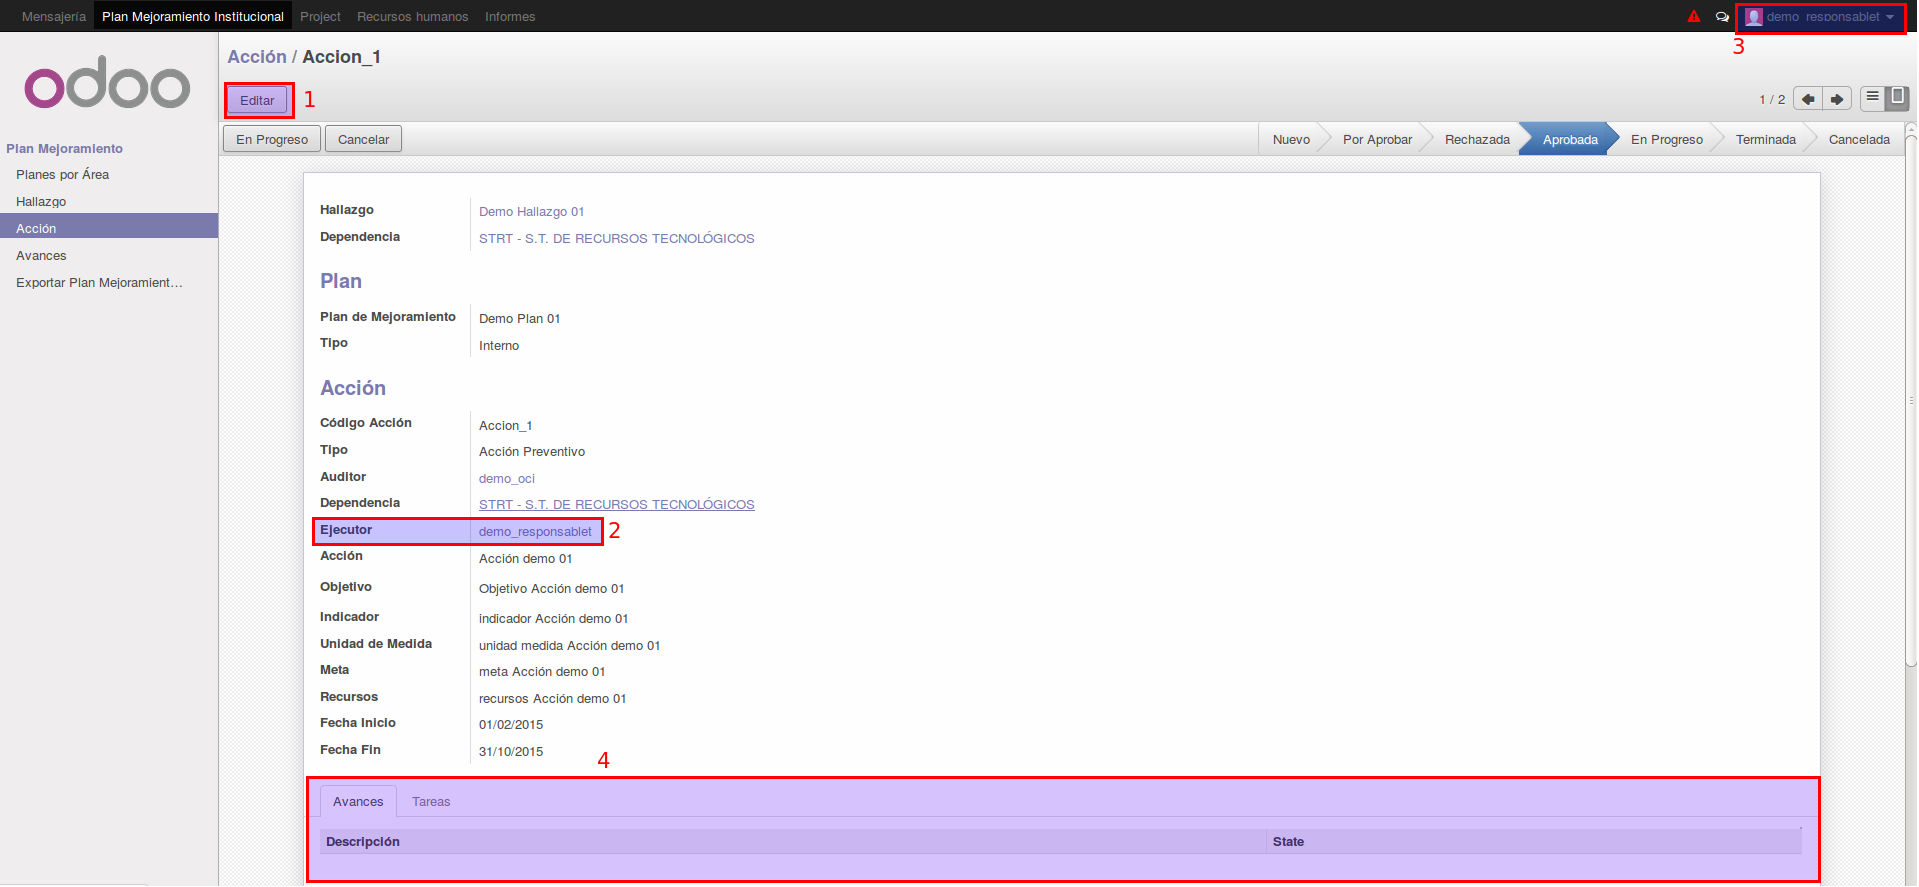 Mensajería Plan Mejoramiento Institucional Project Recursos humanos Informes demo_responsablet
3
odoo
Acción / Accion_1
Editar 1
1 / 2
En Progreso Cancelar Nuevo Por Aprobar Rechazada Aprobada En Progreso Terminada Cancelada
Plan Mejoramiento
Planes por Área
Hallazgo
Acción
Avances
Exportar Plan Mejoramient...
Hallazgo Demo Hallazgo 01
Dependencia STRT - S.T. DE RECURSOS TECNOLÓGICOS
Plan
Plan de Mejoramiento Demo Plan 01
Tipo Interno
Acción
Código Acción Accion_1
Tipo Acción Preventivo
Auditor demo_oci
Dependencia STRT - S.T. DE RECURSOS TECNOLÓGICOS
Ejecutor demo_responsablet 2
Acción Acción demo 01
Objetivo Objetivo Acción demo 01
Indicador indicador Acción demo 01
Unidad de Medida unidad medida Acción demo 01
Meta meta Acción demo 01
Recursos recursos Acción demo 01
Fecha Inicio 01/02/2015
Fecha Fin 31/10/2015
4
Avances Tareas
Descripción State